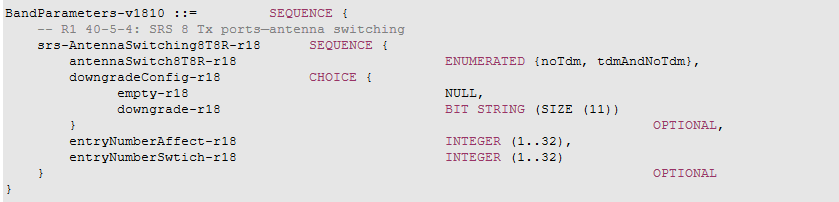 BandParameters-v1810 ::= SEQUENCE {
-- R1 40-5-4: SRS 8 Tx ports—antenna switching
srs-AntennaSwitching8T8R-r18 SEQUENCE {
antennaSwitch8T8R-r18 ENUMERATED {noTdm, tdmAndNoTdm},
downgradeConfig-r18 CHOICE {
empty-r18 NULL,
downgrade-r18 BIT STRING (SIZE (11))
} OPTIONAL,
entryNumberAffect-r18 INTEGER (1..32),
entryNumberSwtich-r18 INTEGER (1..32)
} OPTIONAL
}